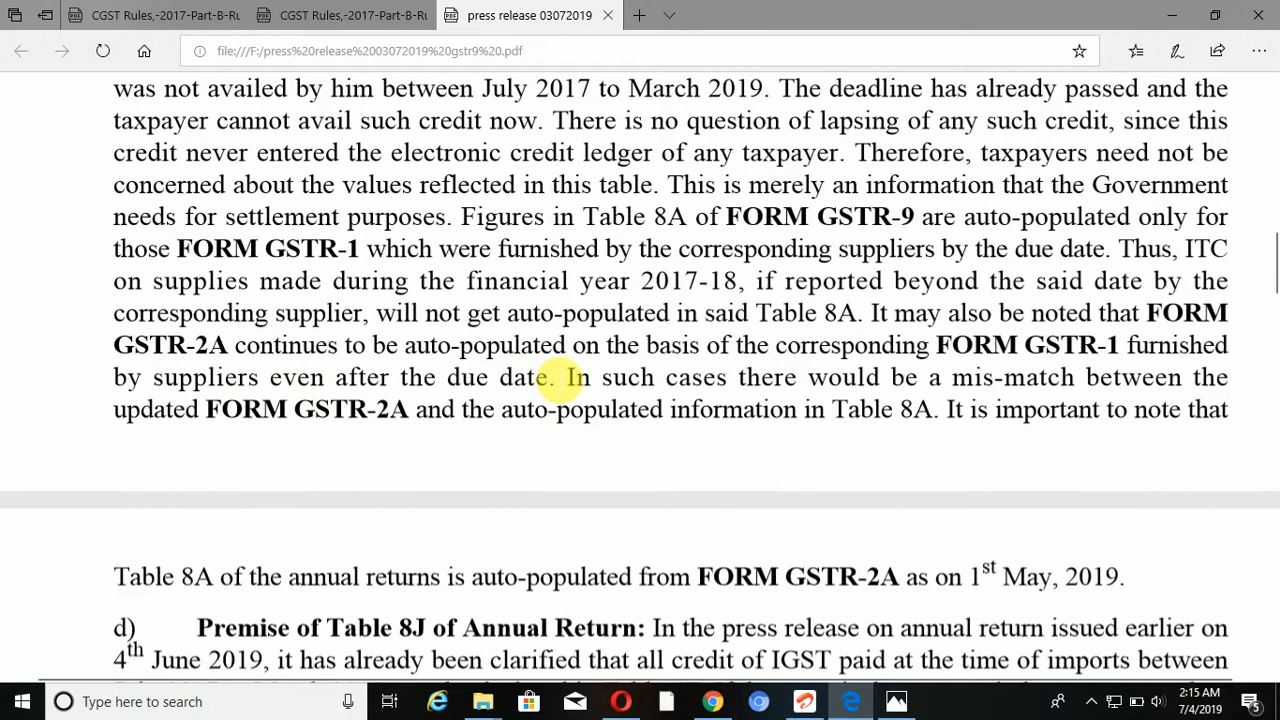 CGST Rules,-2017-Part-B-Ru
CGST Rules,-2017-Part-B-Ru
press release 03072019
file:///F:/press%20release%2003072019%20gstr9%20.pdf
was not availed by him between July 2017 to March 2019. The deadline has already passed and the
taxpayer cannot avail such credit now. There is no question of lapsing of any such credit, since this
credit never entered the electronic credit ledger of any taxpayer. Therefore, taxpayers need not be
concerned about the values reflected in this table. This is merely an information that the Government
needs for settlement purposes. Figures in Table 8A of FORM GSTR-9 are auto-populated only for
those FORM GSTR-1 which were furnished by the corresponding suppliers by the due date. Thus, ITC
on supplies made during the financial year 2017-18, if reported beyond the said date by the
corresponding supplier, will not get auto-populated in said Table 8A. It may also be noted that FORM
GSTR-2A continues to be auto-populated on the basis of the corresponding FORM GSTR-1 furnished
by suppliers even after the due date. In such cases there would be a mis-match between the
updated FORM GSTR-2A and the auto-populated information in Table 8A. It is important to note that
Table 8A of the annual returns is auto-populated from FORM GSTR-2A as on 1st May, 2019.
d) Premise of Table 8J of Annual Return: In the press release on annual return issued earlier on
4th June 2019, it has already been clarified that all credit of IGST paid at the time of imports between
Type here to search
2:15 AM
7/4/2019
5